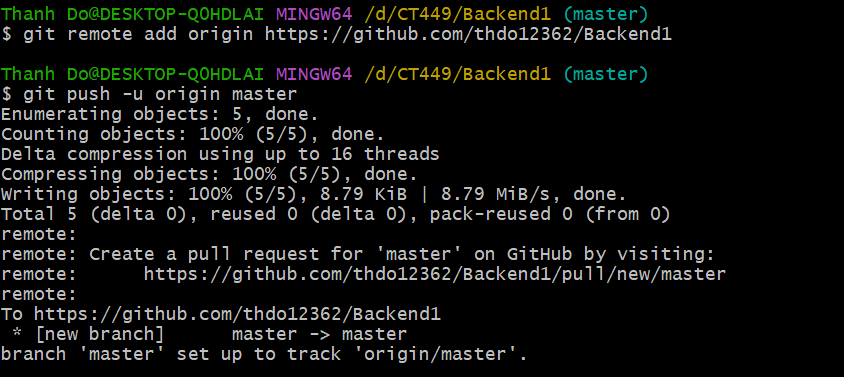 Thanh Do@DESKTOP-Q0HDLAI MINGW64 /d/CT449/Backend1 (master)
$ git remote add origin https://github.com/thdo12362/Backend1
Thanh Do@DESKTOP-Q0HDLAI MINGW64 /d/CT449/Backend1 (master)
$ git push -u origin master
Enumerating objects: 5, done.
Counting objects: 100% (5/5), done.
Delta compression using up to 16 threads
Compressing objects: 100% (5/5), done.
Writing objects: 100% (5/5), 8.79 KiB | 8.79 MiB/s, done.
Total 5 (delta 0), reused 0 (delta 0), pack-reused 0 (from 0)
remote:
remote: Create a pull request for 'master' on GitHub by visiting:
remote:      https://github.com/thdo12362/Backend1/pull/new/master
remote:
To https://github.com/thdo12362/Backend1
 * [new branch]      master -> master
branch 'master' set up to track 'origin/master'.